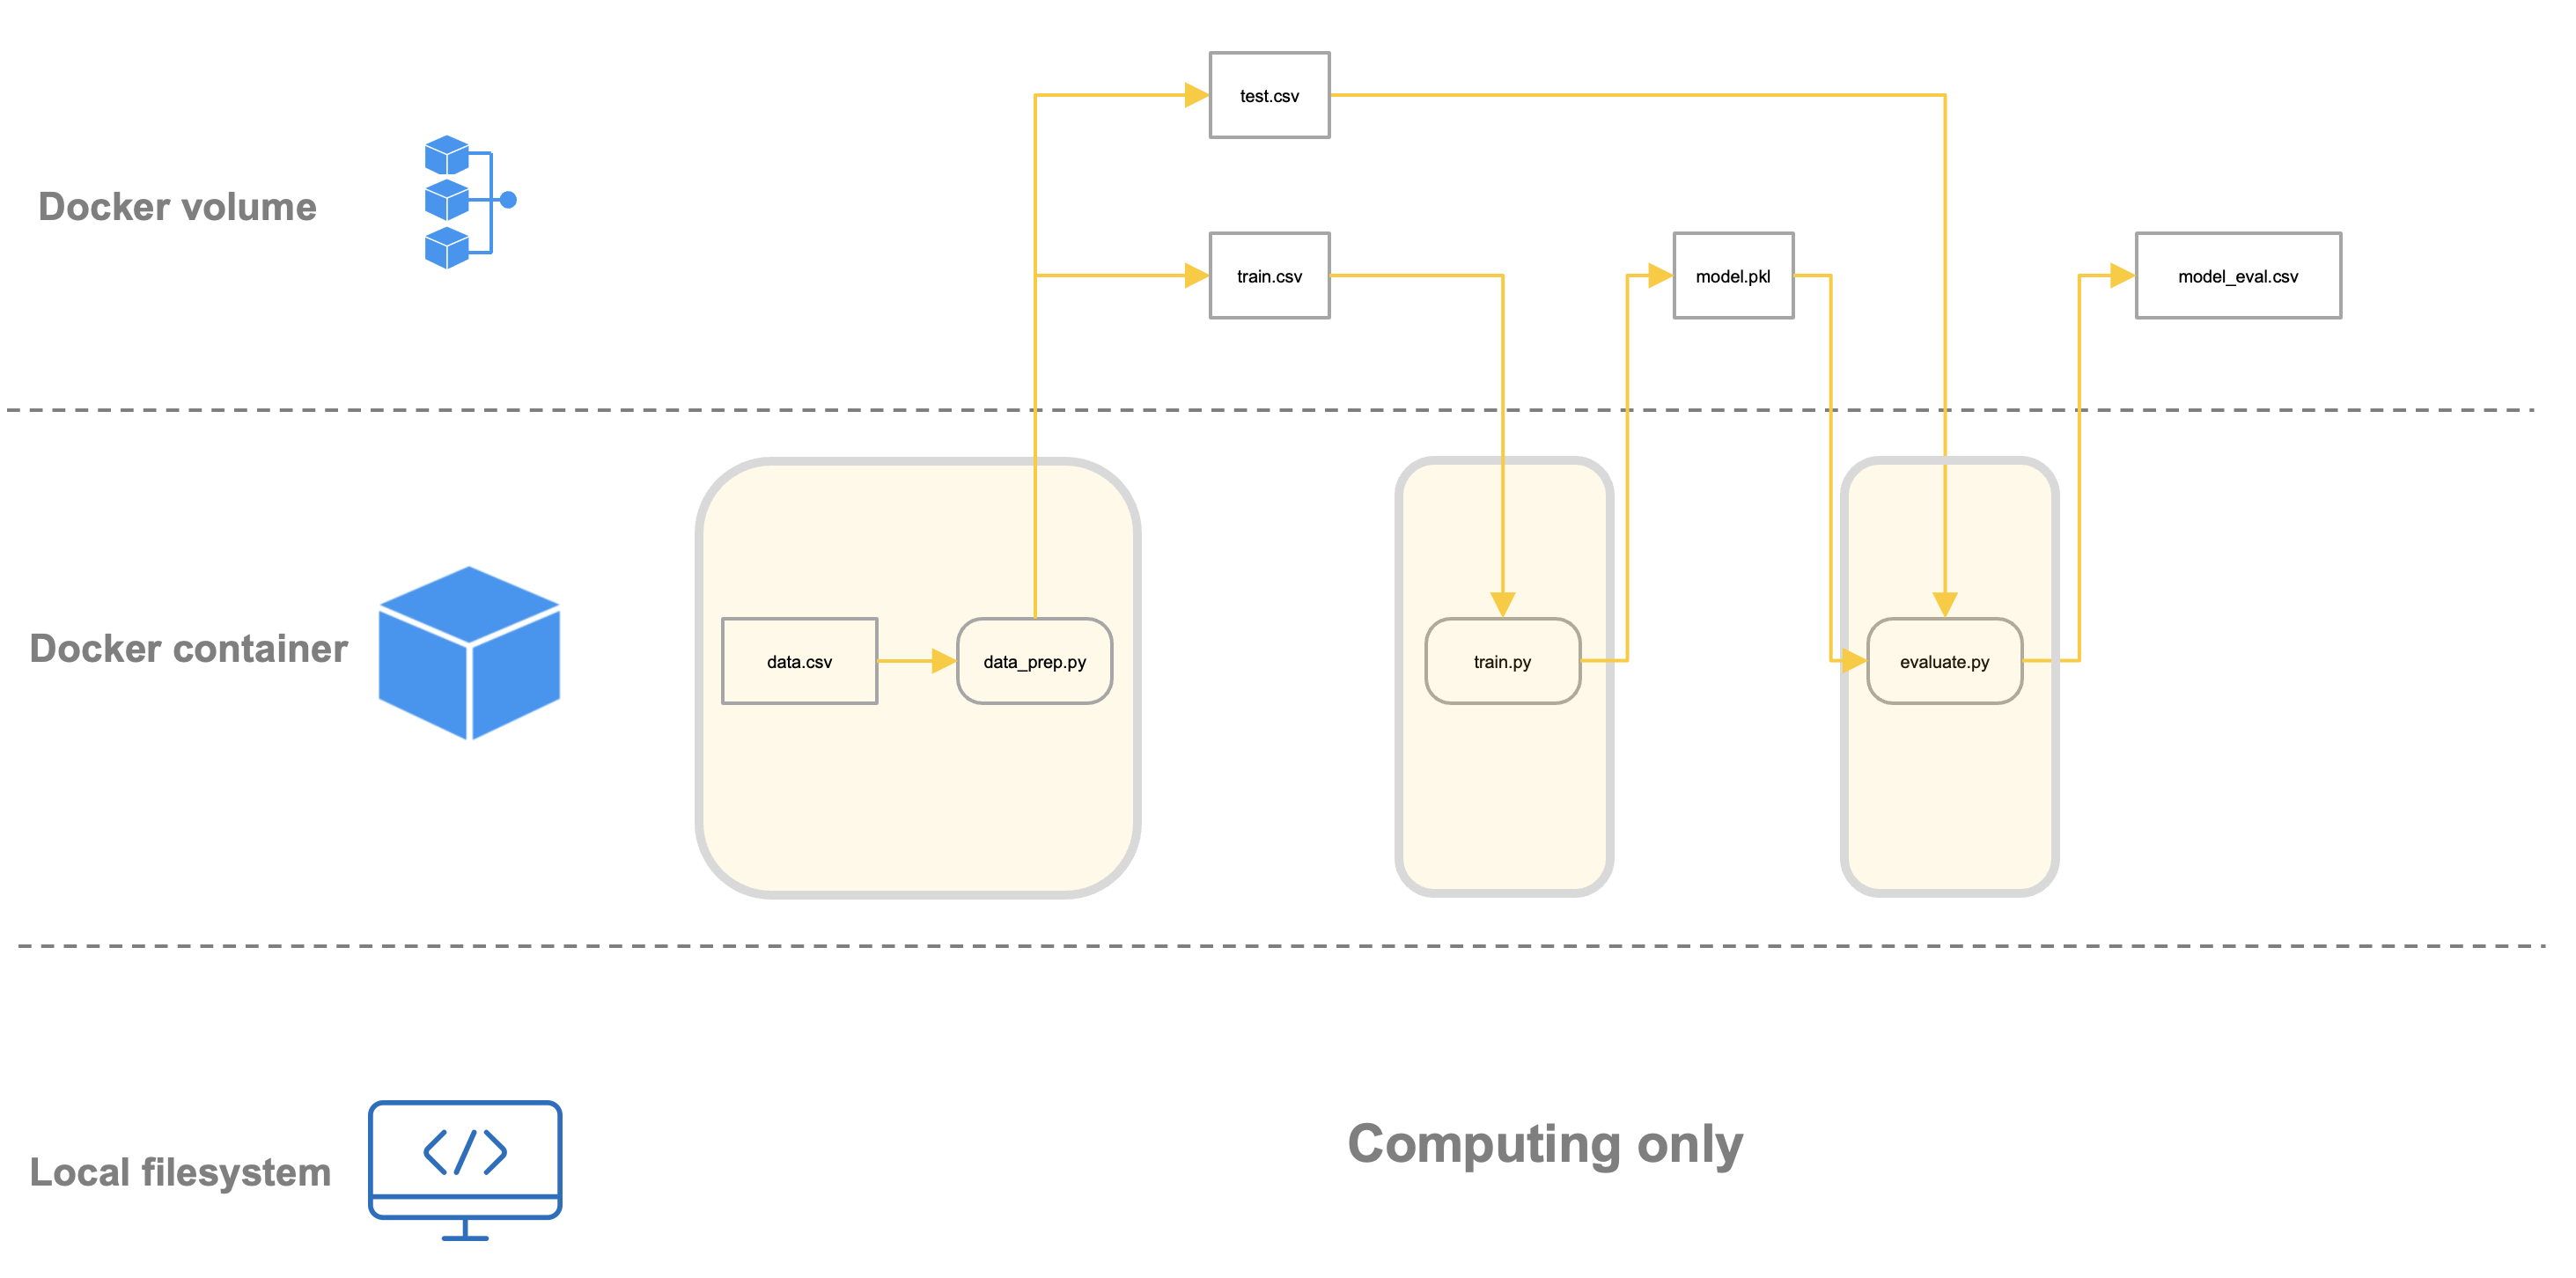 test.csv
Docker volume
train.csv
model.pkl
model_eval.csv
Docker container
data.csv
data_prep.py
train.py
evaluate.py
Local filesystem
</>
Computing only